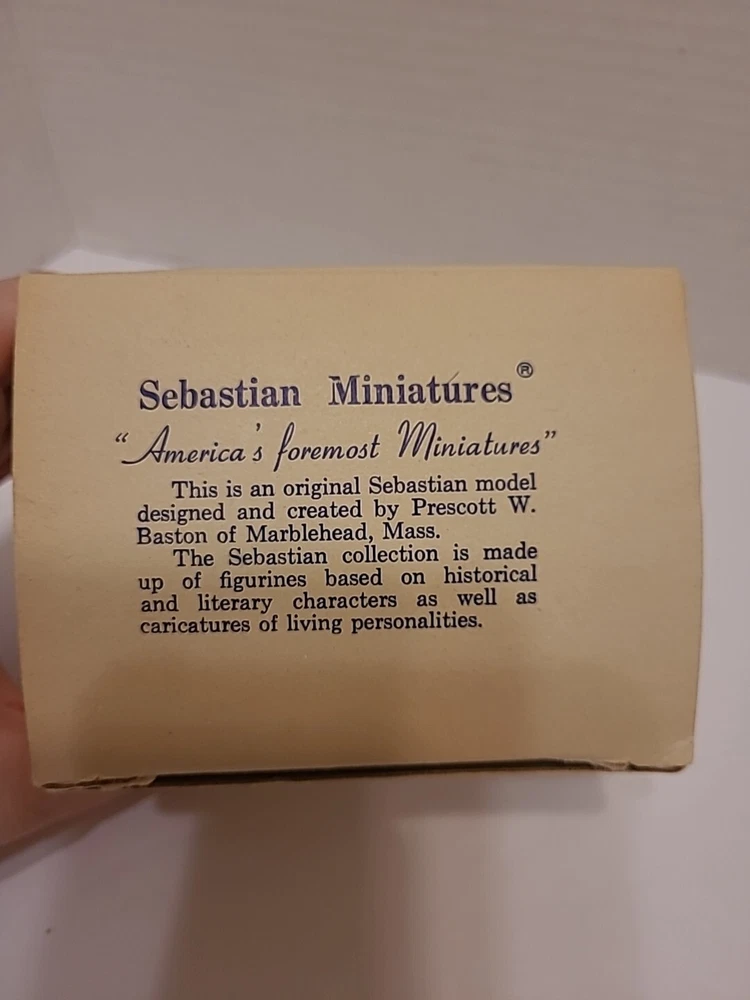 Sebastian Miniatures®
"America's foremost Miniatures"
This is an original Sebastian model
designed and created by Prescott W.
Baston of Marblehead, Mass.
The Sebastian collection is made
up of figurines based on historical
and literary characters as well as
caricatures of living personalities.